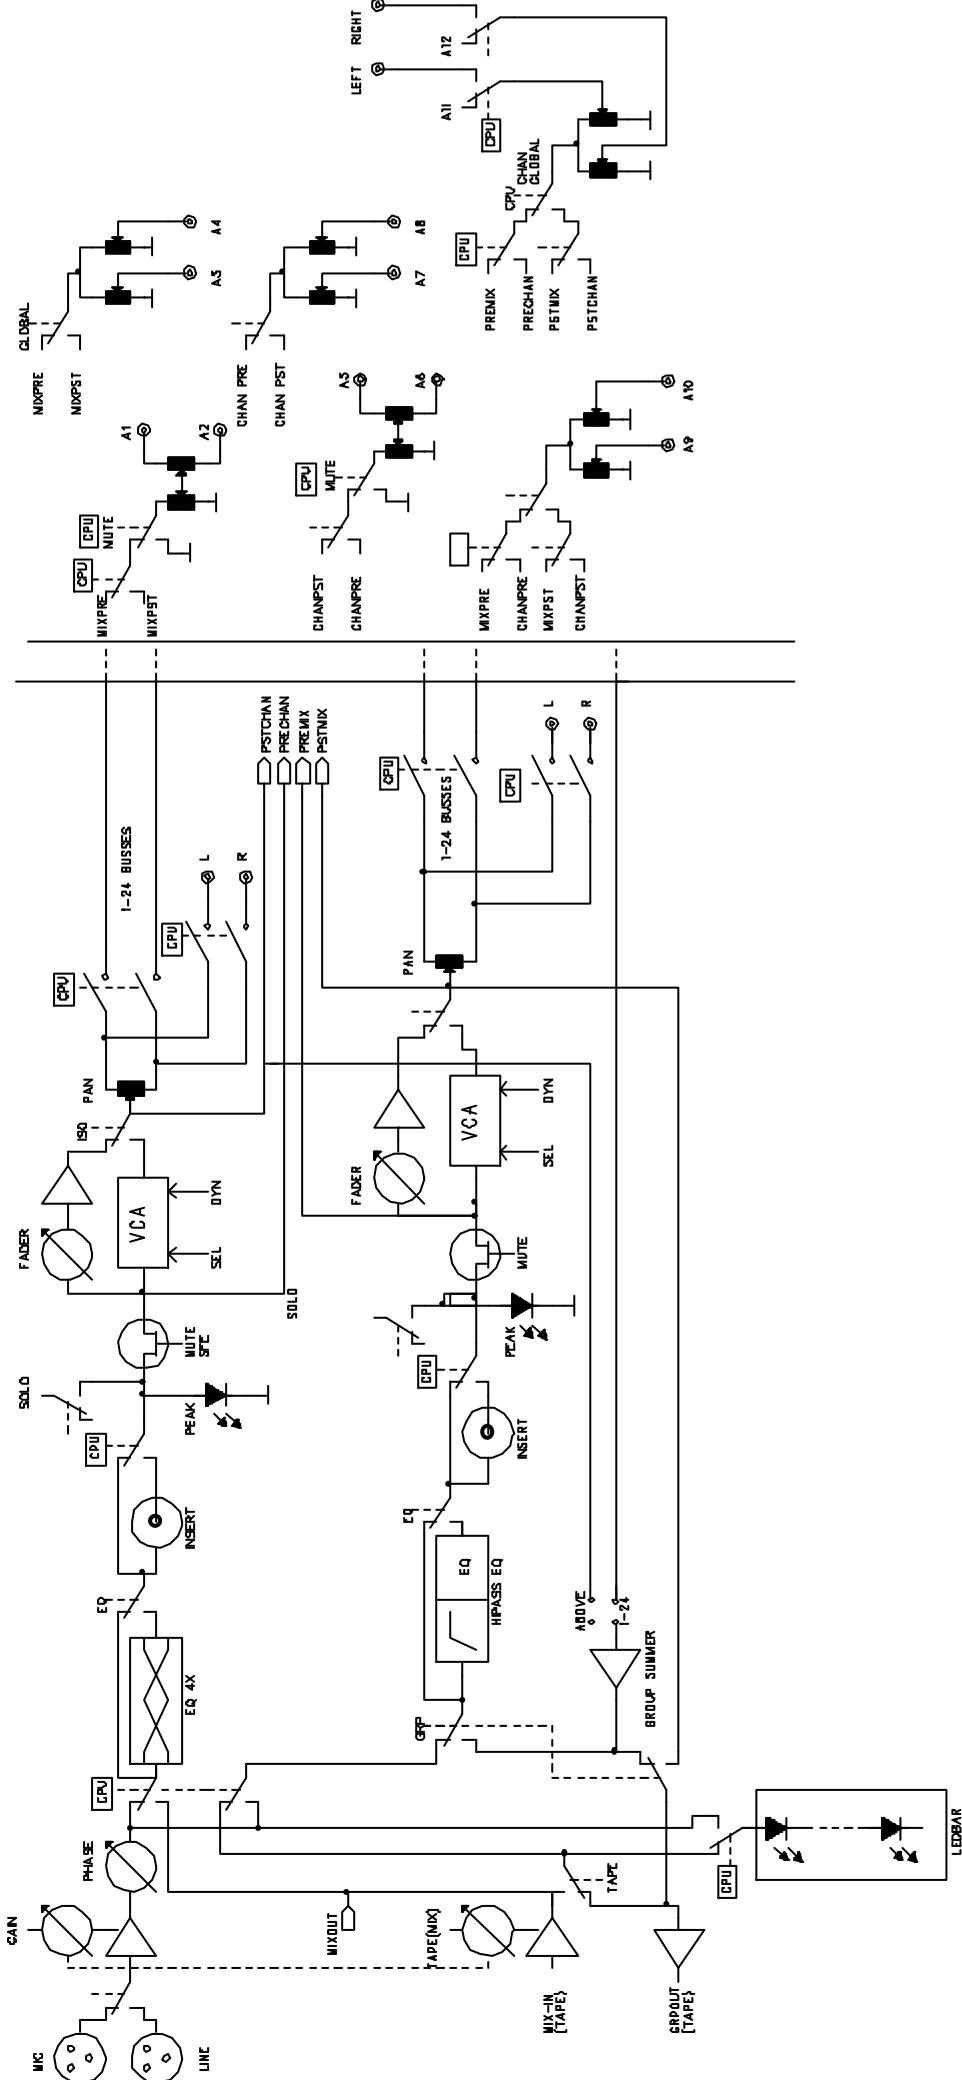 RIGHT
LEFT
A12
A11
CPU
CHAN
GLOBAL
CPU
CPU
PREMIX
PRECHAN
PSTMIX
PSTCHAN
A4
A3
GLOBAL
MIXPRE
MIXPST
A8
A7
CHAN PRE
CHAN PST
A1
A2
CPU
MUTE
CPU
MIXPRE
MIXPST
A5
A6
CPU
MUTE
CHANPST
CHANPRE
A10
A9
MIXPRE
CHANPRE
MIXPST
CHANPST
PSTCHAN
PRECHAN
PREMIX
PSTMIX
1-24 BUSSES
L
R
CPU
CPU
PAN
ISO
VCA
DYN
SEL
FADER
SOLO
MUTE
SOLO
CPU
PEAK
INSERT
EQ
EQ 4X
CPU
PHASE
GAIN
MIC
LINE
CPU
1-24 BUSSES
CPU
L
R
PAN
VCA
DYN
SEL
FADER
MUTE
PEAK
CPU
INSERT
EQ
EQ
HIPASS EQ
ABOVE
1-24
GROUP SUMMER
GRP
MIXOUT
TAPE(MIX)
TAPE
MIX-IN
(TAPE)
GRPOUT
(TAPE)
CPU
LEDBAR